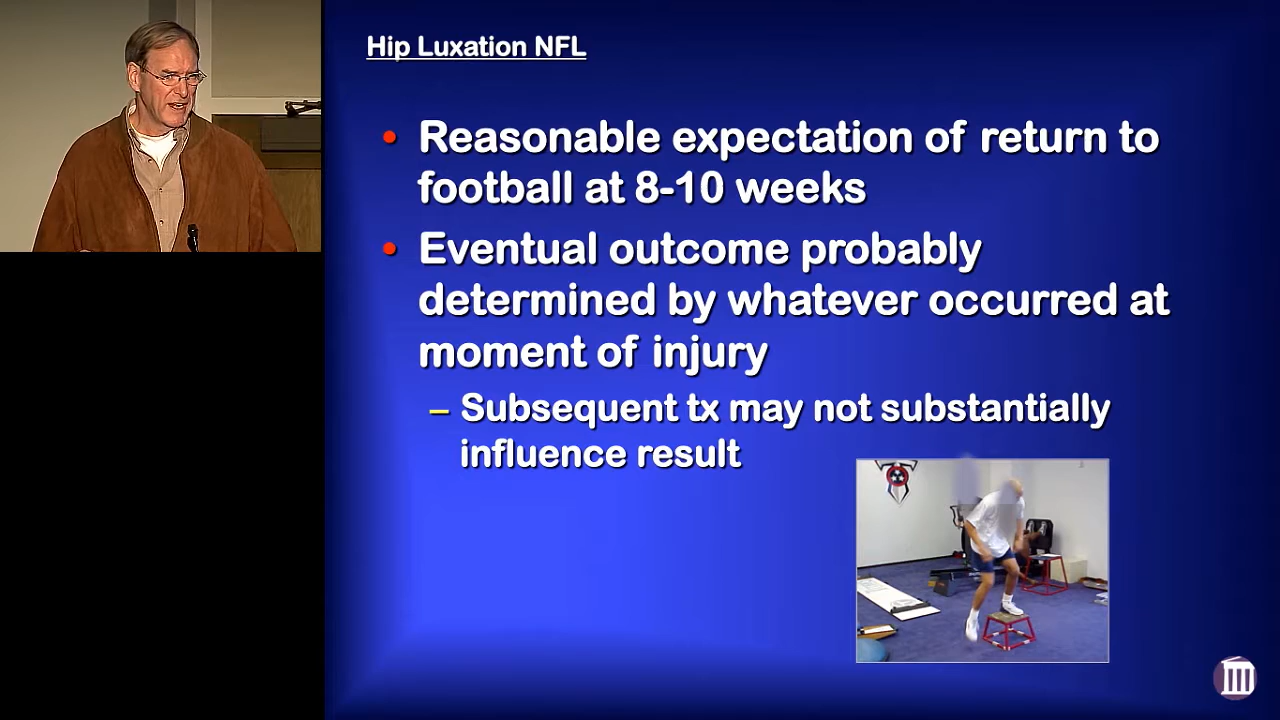 Hip Luxation NFL
• Reasonable expectation of return to
football at 8-10 weeks
• Eventual outcome probably
determined by whatever occurred at
moment of injury
– Subsequent tx may not substantially
influence result